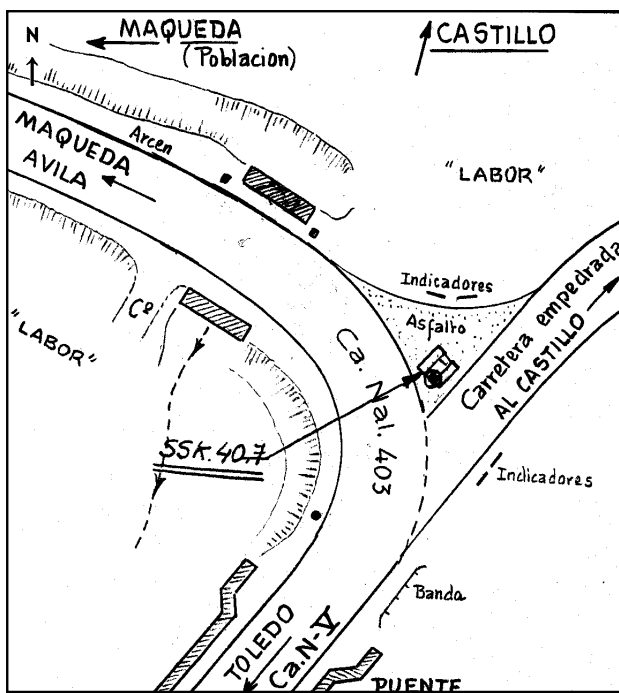 N
MAQUEDA
(Poblacion)
CASTILLO
MAQUEDA
AVILA
Arcen
"LABOR"
Indicadores
Asfalto
Carretera empedrada
AL CASTILLO
Cº
"LABOR"
Ca. Nal. 403
SSK. 40,7
Indicadores
Banda
TOLEDO
Ca. N-V
PUENTE